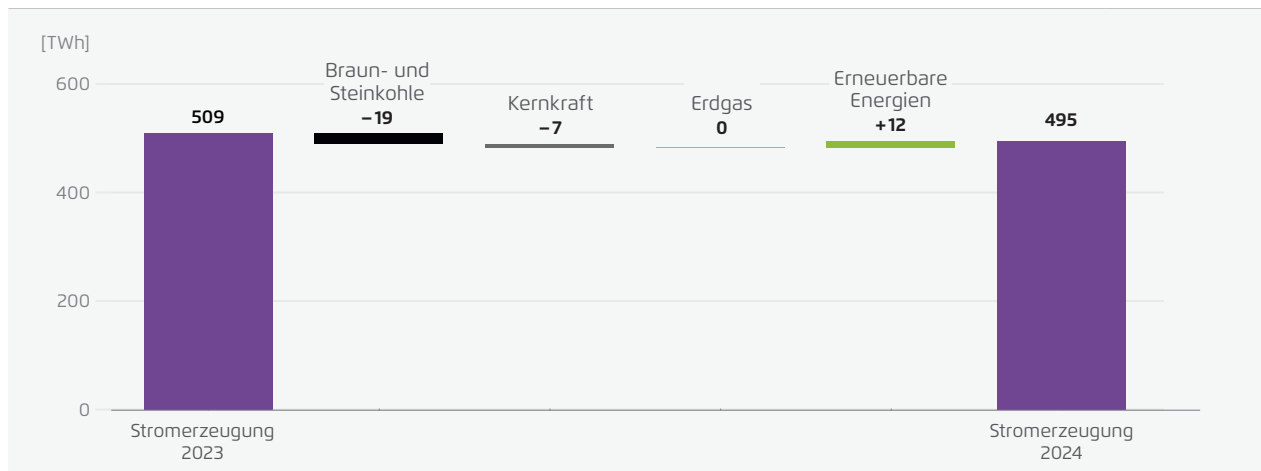 [TWh]
600
400
200
0
509
Braun- und
Steinkohle
–19
Kernkraft
–7
Erdgas
0
Erneuerbare
Energien
+12
495
Stromerzeugung
2023
Stromerzeugung
2024